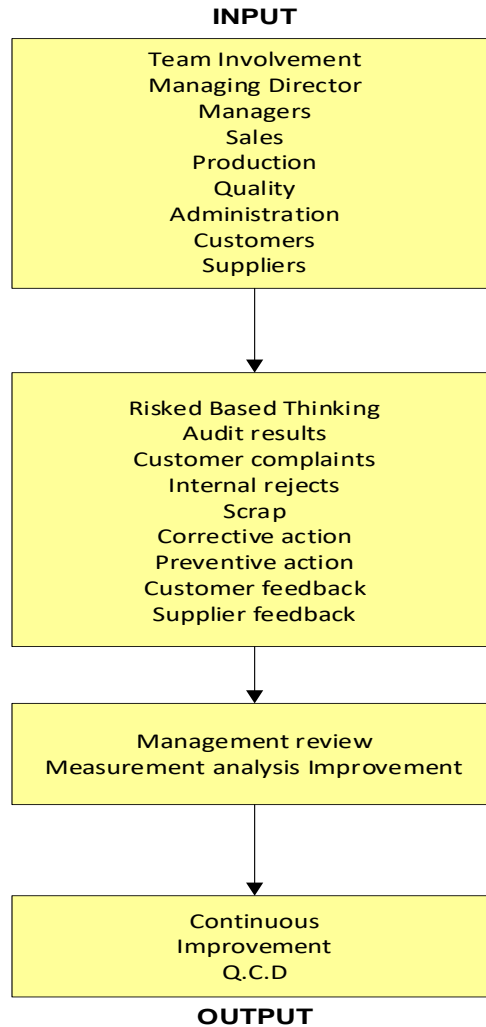 INPUT
Team Involvement
Managing Director
Managers
Sales
Production
Quality
Administration
Customers
Suppliers
Risked Based Thinking
Audit results
Customer complaints
Internal rejects
Scrap
Corrective action
Preventive action
Customer feedback
Supplier feedback
Management review
Measurement analysis Improvement
Continuous
Improvement
Q.C.D
OUTPUT